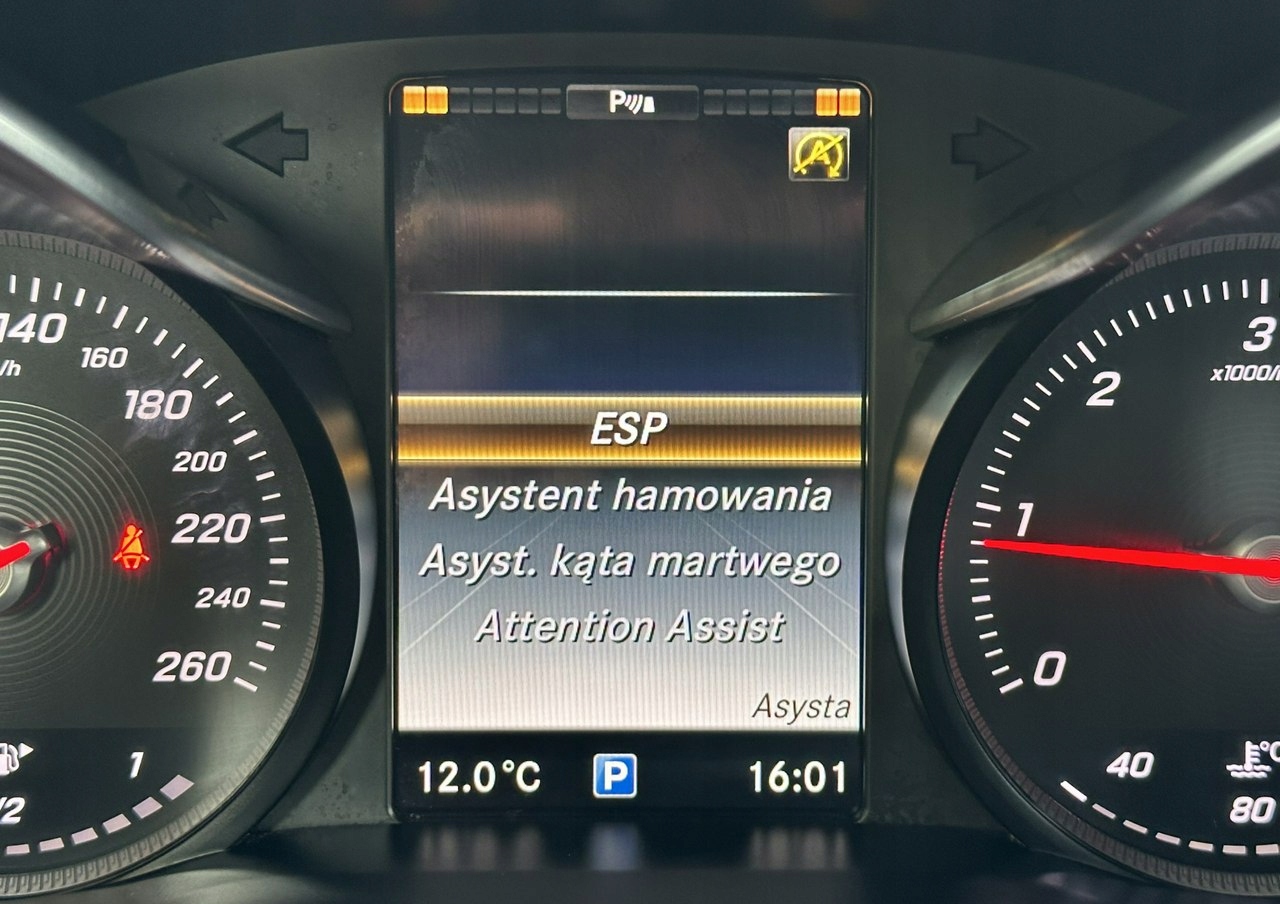 P
A
140
/h
160
180
200
220
240
260
1
/2
ESP
Asystent hamowania
Asyst. kąta martwego
Attention Assist
Asysta
12.0°C
P
16:01
3
x1000/
2
1
0
40
°C
80